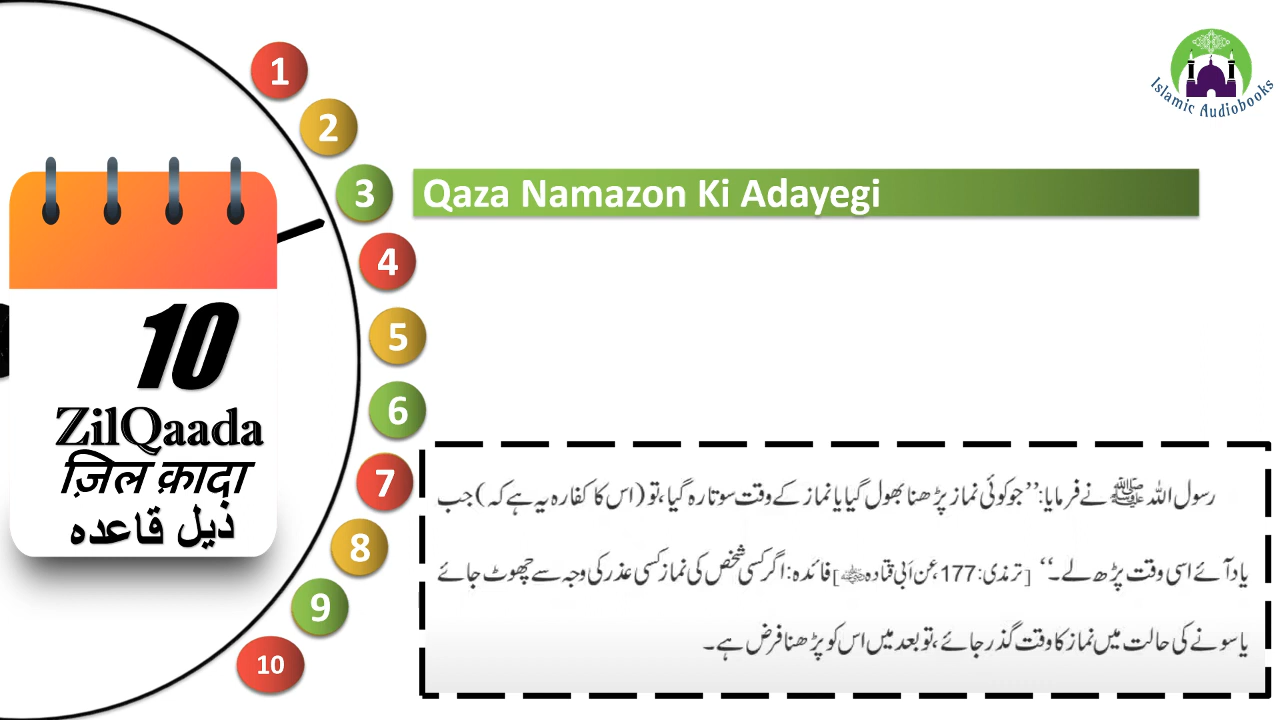 1
2
3
Qaza Namazon Ki Adayegi
4
5
6
7
8
9
10
10
ZilQaada
ज़िल क़ादा
ذیل قاعدہ
رسول اللہ ﷺ نے فرمایا: ’’جو کوئی نماز پڑھنا بھول گیا یا نماز کے وقت سوتا رہ گیا، تو (اس کا کفارہ یہ ہے کہ) جب
یاد آئے اسی وقت پڑھ لے۔‘‘ [ترمذی: 177، عن ابی قتادہ ؓ] فائدہ: اگر کسی شخص کی نماز کسی عذر کی وجہ سے چھوٹ جائے
یا سونے کی حالت میں نماز کا وقت گذر جائے، تو بعد میں اس کو پڑھنا فرض ہے۔
Islamic Audiobooks